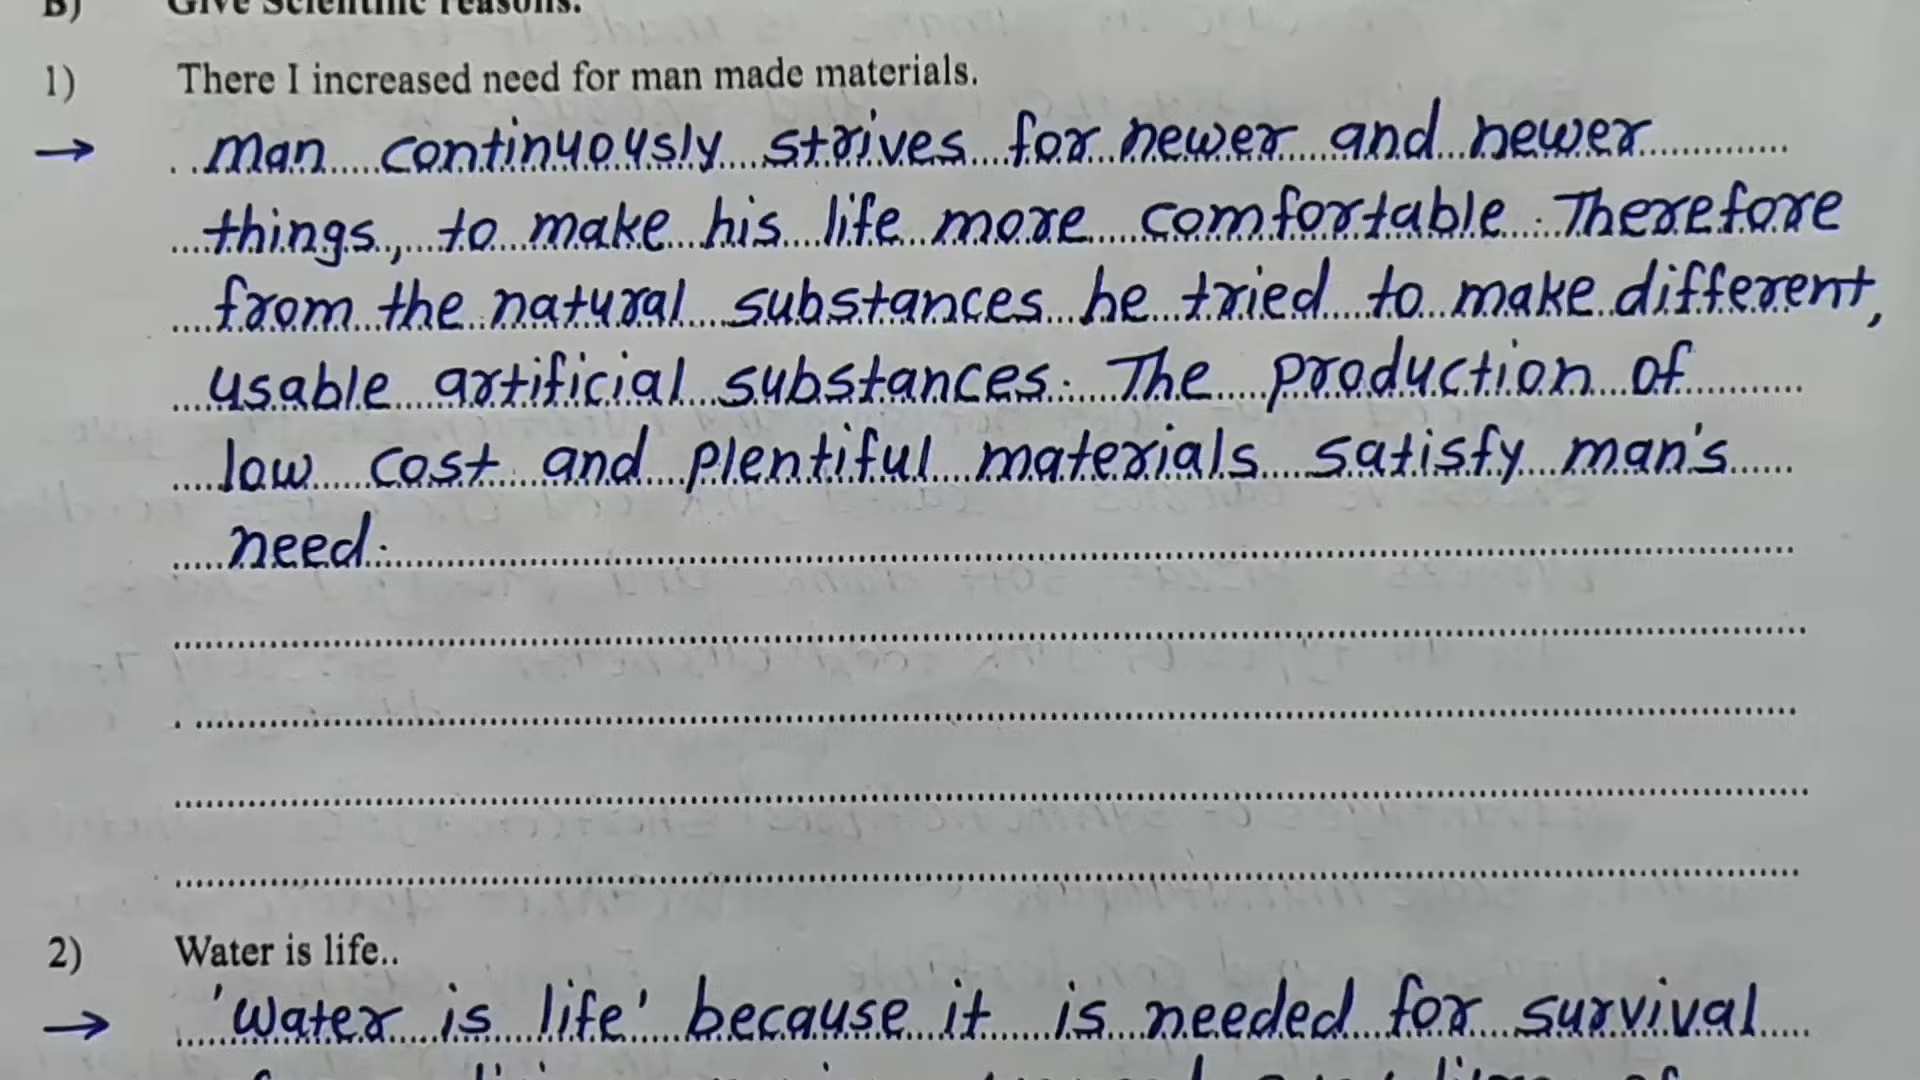 B) Give Scientific reasons.
1) There I increased need for man made materials.
→ Man continuously strives for newer and newer
things, to make his life more comfortable. Therefore
from the natural substances he tried to make different,
usable artificial substances. The production of
low cost and plentiful materials satisfy man's
need.
2) Water is life..
→ 'Water is life' because it is needed for survival